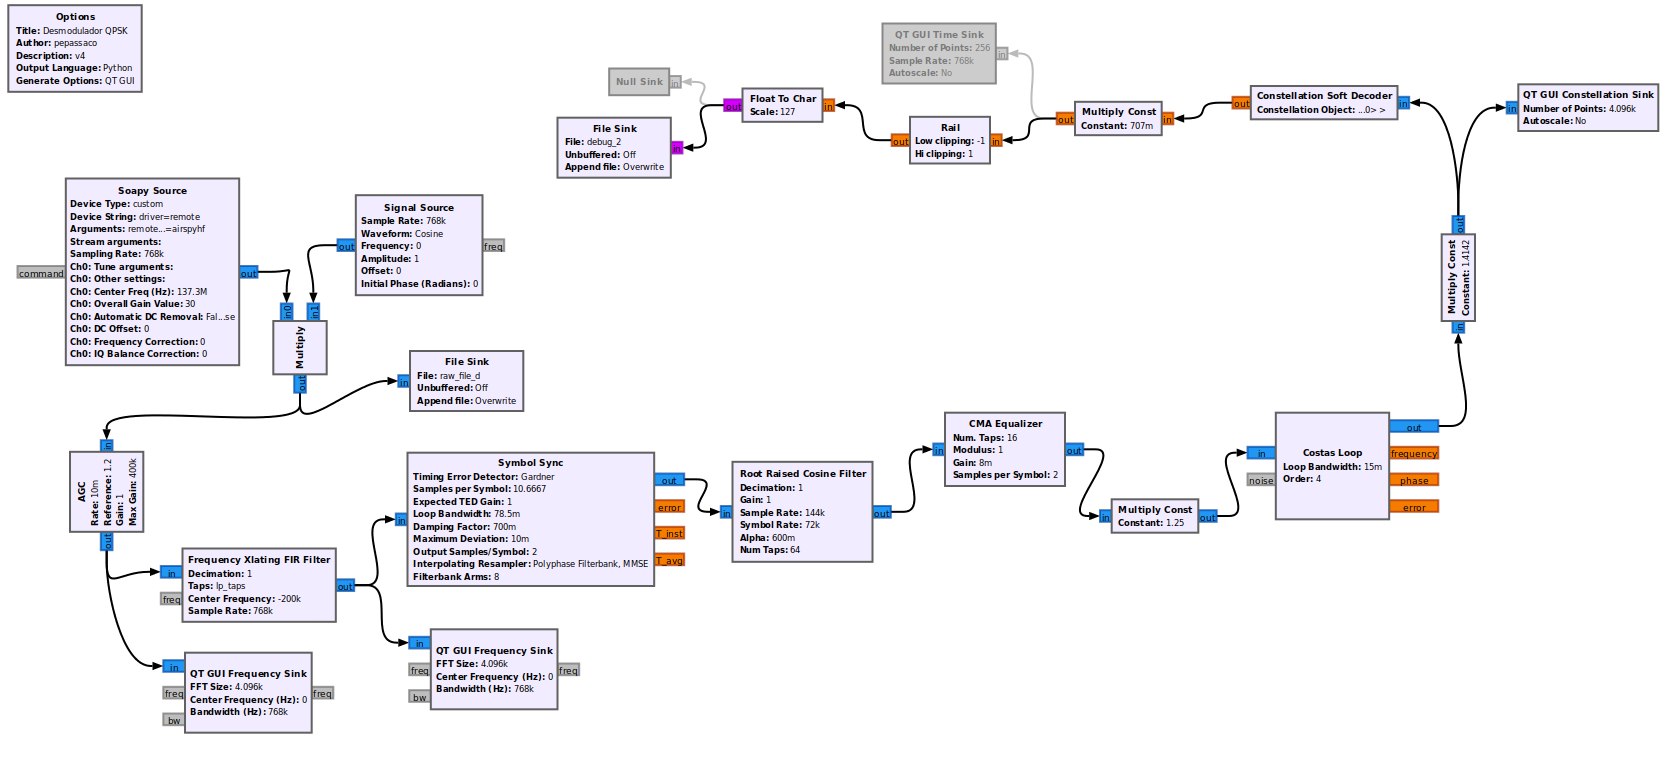 Options
Title: Desmodulador QPSK
Author: pepassaco
Description: v4
Output Language: Python
Generate Options: QT GUI
Null Sink
in
File Sink
File: debug_2
Unbuffered: Off
Append file: Overwrite
in
out
Float To Char
Scale: 127
in
QT GUI Time Sink
Number of Points: 256
Sample Rate: 768k
Autoscale: No
in
out
Rail
Low clipping: -1
Hi clipping: 1
in
out
Multiply Const
Constant: 707m
in
out
Constellation Soft Decoder
Constellation Object: ...0> >
in
in
QT GUI Constellation Sink
Number of Points: 4.096k
Autoscale: No
command
Soapy Source
Device Type: custom
Device String: driver=remote
Arguments: remote...=airspyhf
Stream arguments:
Sampling Rate: 768k
Ch0: Tune arguments:
Ch0: Other settings:
Ch0: Center Freq (Hz): 137.3M
Ch0: Overall Gain Value: 30
Ch0: Automatic DC Removal: Fal...se
Ch0: DC Offset: 0
Ch0: Frequency Correction: 0
Ch0: IQ Balance Correction: 0
out
out
Signal Source
Sample Rate: 768k
Waveform: Cosine
Frequency: 0
Amplitude: 1
Offset: 0
Initial Phase (Radians): 0
freq
in0
in1
Multiply
out
in
File Sink
File: raw_file_d
Unbuffered: Off
Append file: Overwrite
out
Multiply Const
Constant: 1.4142
in
in
AGC
Rate: 10m
Reference: 1.2
Gain: 1
Max Gain: 400k
out
in
freq
Frequency Xlating FIR Filter
Decimation: 1
Taps: lp_taps
Center Frequency: -200k
Sample Rate: 768k
out
in
Symbol Sync
Timing Error Detector: Gardner
Samples per Symbol: 10.6667
Expected TED Gain: 1
Loop Bandwidth: 78.5m
Damping Factor: 700m
Maximum Deviation: 10m
Output Samples/Symbol: 2
Interpolating Resampler: Polyphase Filterbank, MMSE
Filterbank Arms: 8
out
error
T_inst
T_avg
in
Root Raised Cosine Filter
Decimation: 1
Gain: 1
Sample Rate: 144k
Symbol Rate: 72k
Alpha: 600m
Num Taps: 64
out
in
CMA Equalizer
Num. Taps: 16
Modulus: 1
Gain: 8m
Samples per Symbol: 2
out
in
Multiply Const
Constant: 1.25
out
in
noise
Costas Loop
Loop Bandwidth: 15m
Order: 4
out
frequency
phase
error
in
freq
bw
QT GUI Frequency Sink
FFT Size: 4.096k
Center Frequency (Hz): 0
Bandwidth (Hz): 768k
freq
in
freq
bw
QT GUI Frequency Sink
FFT Size: 4.096k
Center Frequency (Hz): 0
Bandwidth (Hz): 768k
freq